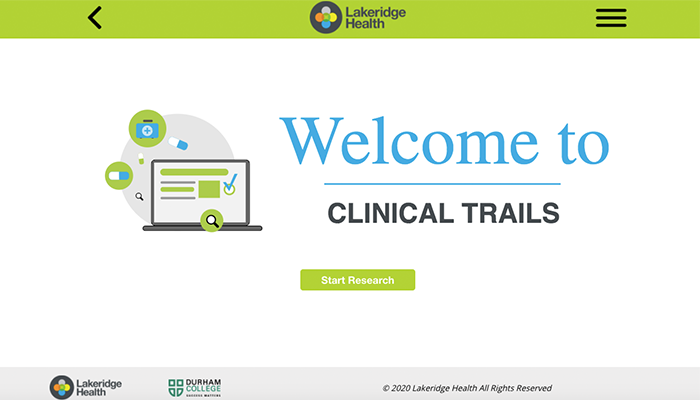 Lakeridge
Health
Welcome to
CLINICAL TRAILS
Start Research
Lakeridge
Health
DURHAM
COLLEGE
SUCCESS MATTERS
© 2020 Lakeridge Health All Rights Reserved